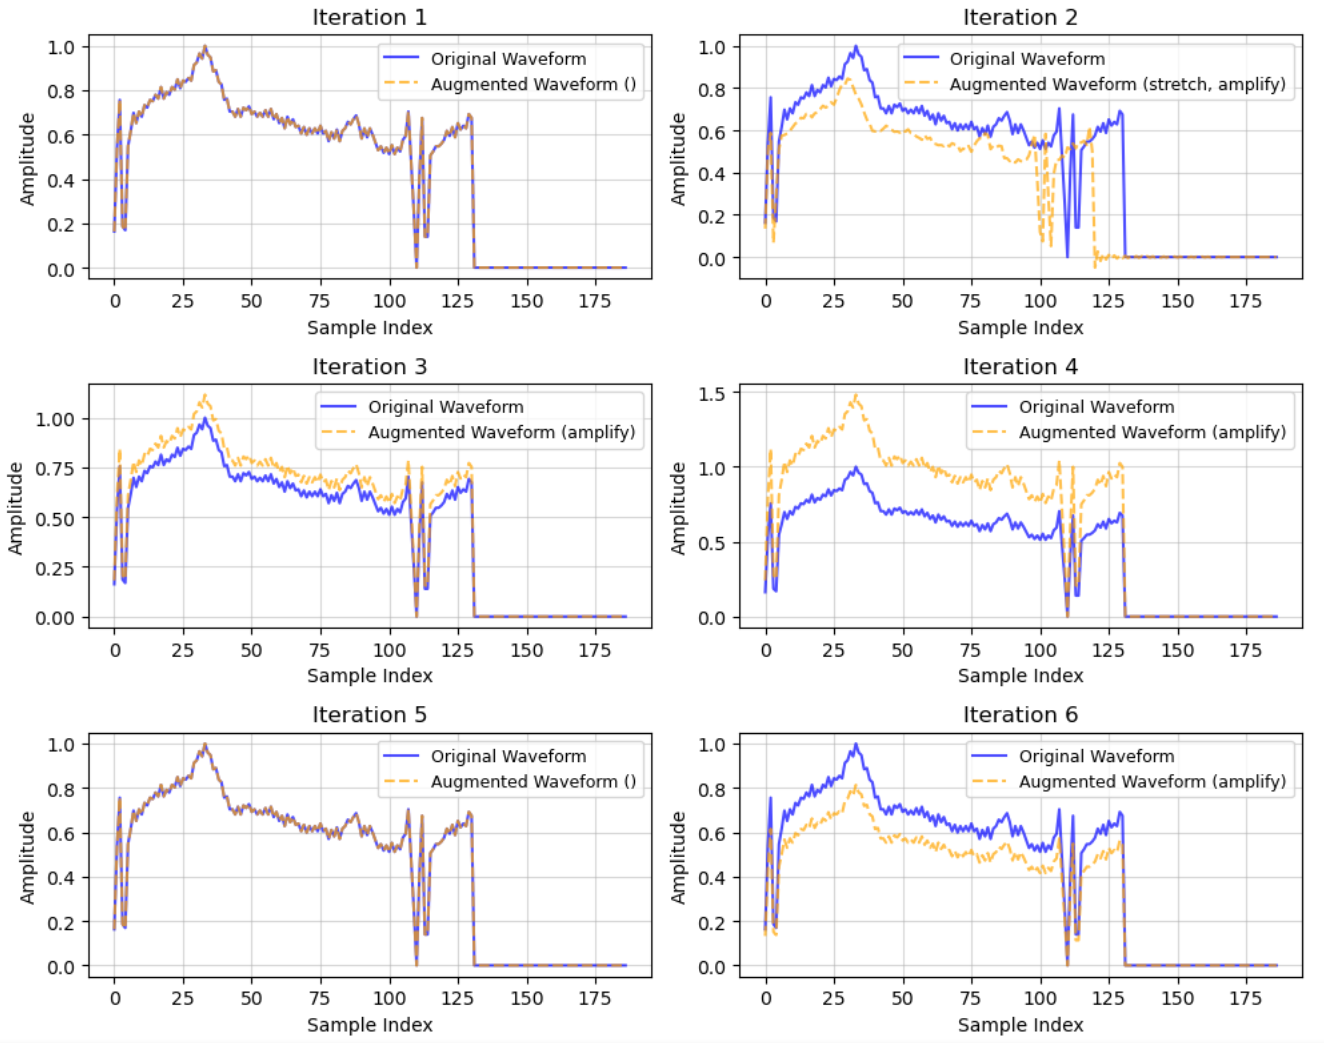 Iteration 1
1.0
0.8
0.6
0.4
0.2
0.0
Amplitude
Original Waveform
Augmented Waveform ()
0 25 50 75 100 125 150 175
Sample Index
Iteration 2
1.0
0.8
0.6
0.4
0.2
0.0
Amplitude
Original Waveform
Augmented Waveform (stretch, amplify)
0 25 50 75 100 125 150 175
Sample Index
Iteration 3
1.00
0.75
0.50
0.25
0.00
Amplitude
Original Waveform
Augmented Waveform (amplify)
0 25 50 75 100 125 150 175
Sample Index
Iteration 4
1.5
1.0
0.5
0.0
Amplitude
Original Waveform
Augmented Waveform (amplify)
0 25 50 75 100 125 150 175
Sample Index
Iteration 5
1.0
0.8
0.6
0.4
0.2
0.0
Amplitude
Original Waveform
Augmented Waveform ()
0 25 50 75 100 125 150 175
Sample Index
Iteration 6
1.0
0.8
0.6
0.4
0.2
0.0
Amplitude
Original Waveform
Augmented Waveform (amplify)
0 25 50 75 100 125 150 175
Sample Index